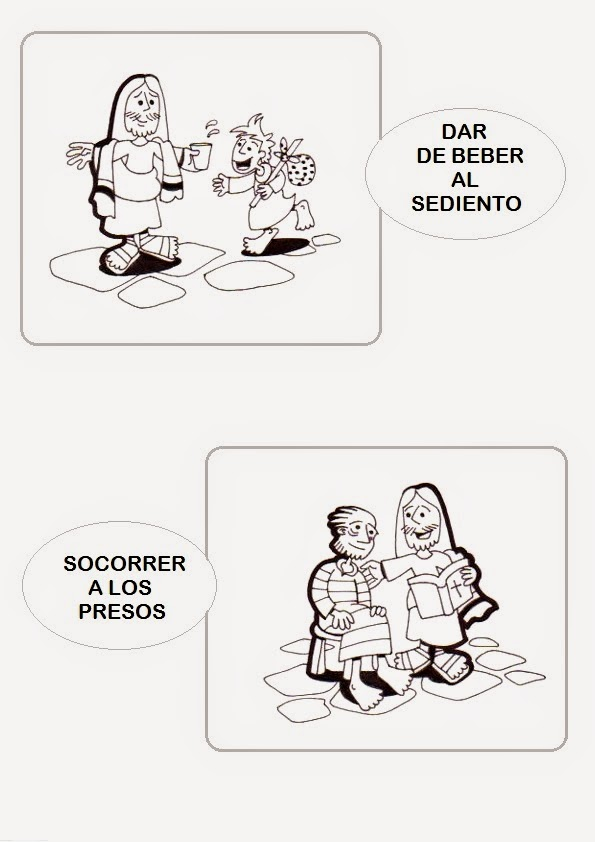 DAR
DE BEBER
AL
SEDIENTO
SOCORRER
A LOS
PRESOS